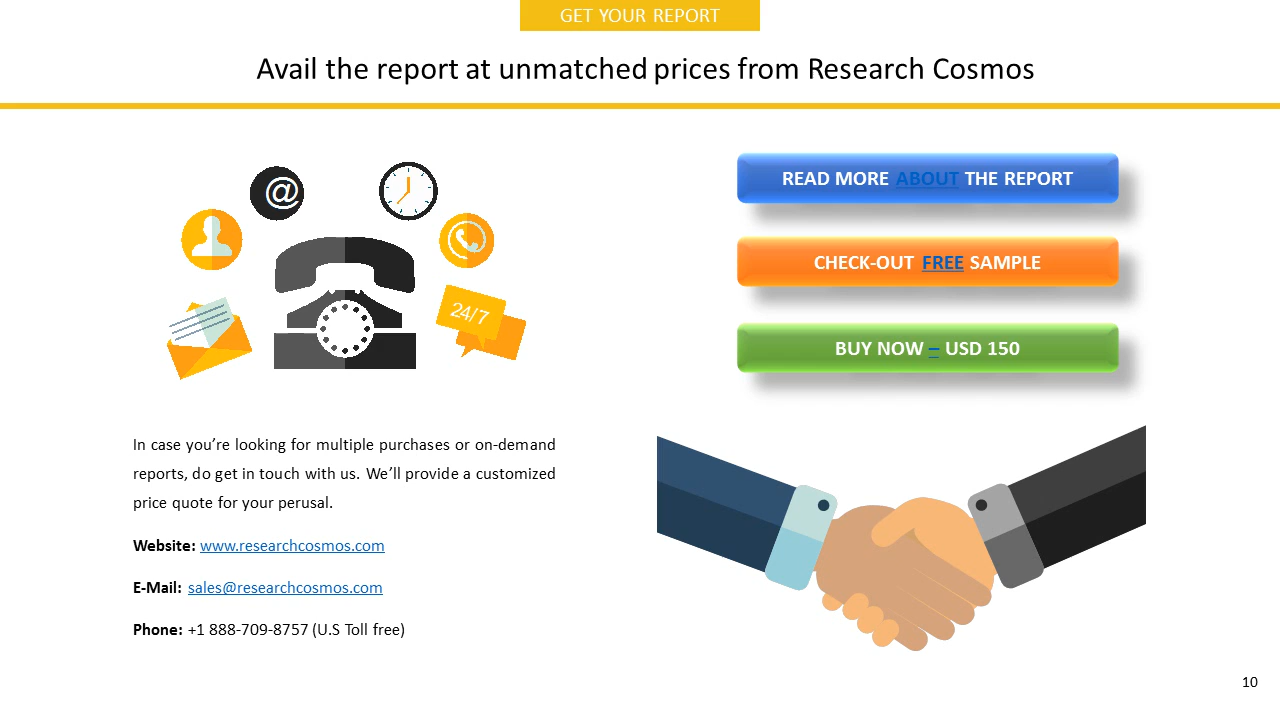 GET YOUR REPORT
Avail the report at unmatched prices from Research Cosmos
@
24/7
READ MORE ABOUT THE REPORT
CHECK-OUT FREE SAMPLE
BUY NOW – USD 150
In case you’re looking for multiple purchases or on-demand
reports, do get in touch with us. We’ll provide a customized
price quote for your perusal.
Website: www.researchcosmos.com
E-Mail: sales@researchcosmos.com
Phone: +1 888-709-8757 (U.S Toll free)
10